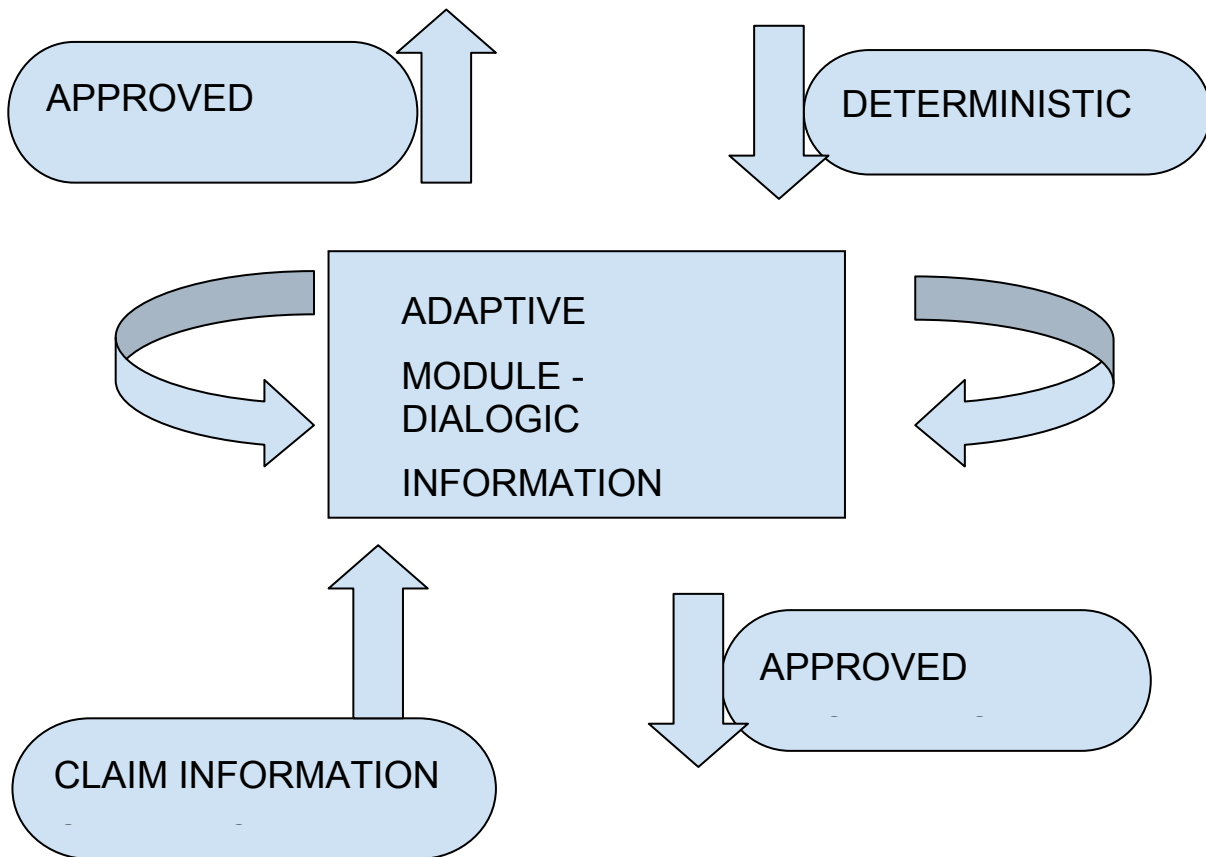 APPROVED
DETERMINISTIC
ADAPTIVE
MODULE -
DIALOGIC
INFORMATION
APPROVED
CLAIM INFORMATION